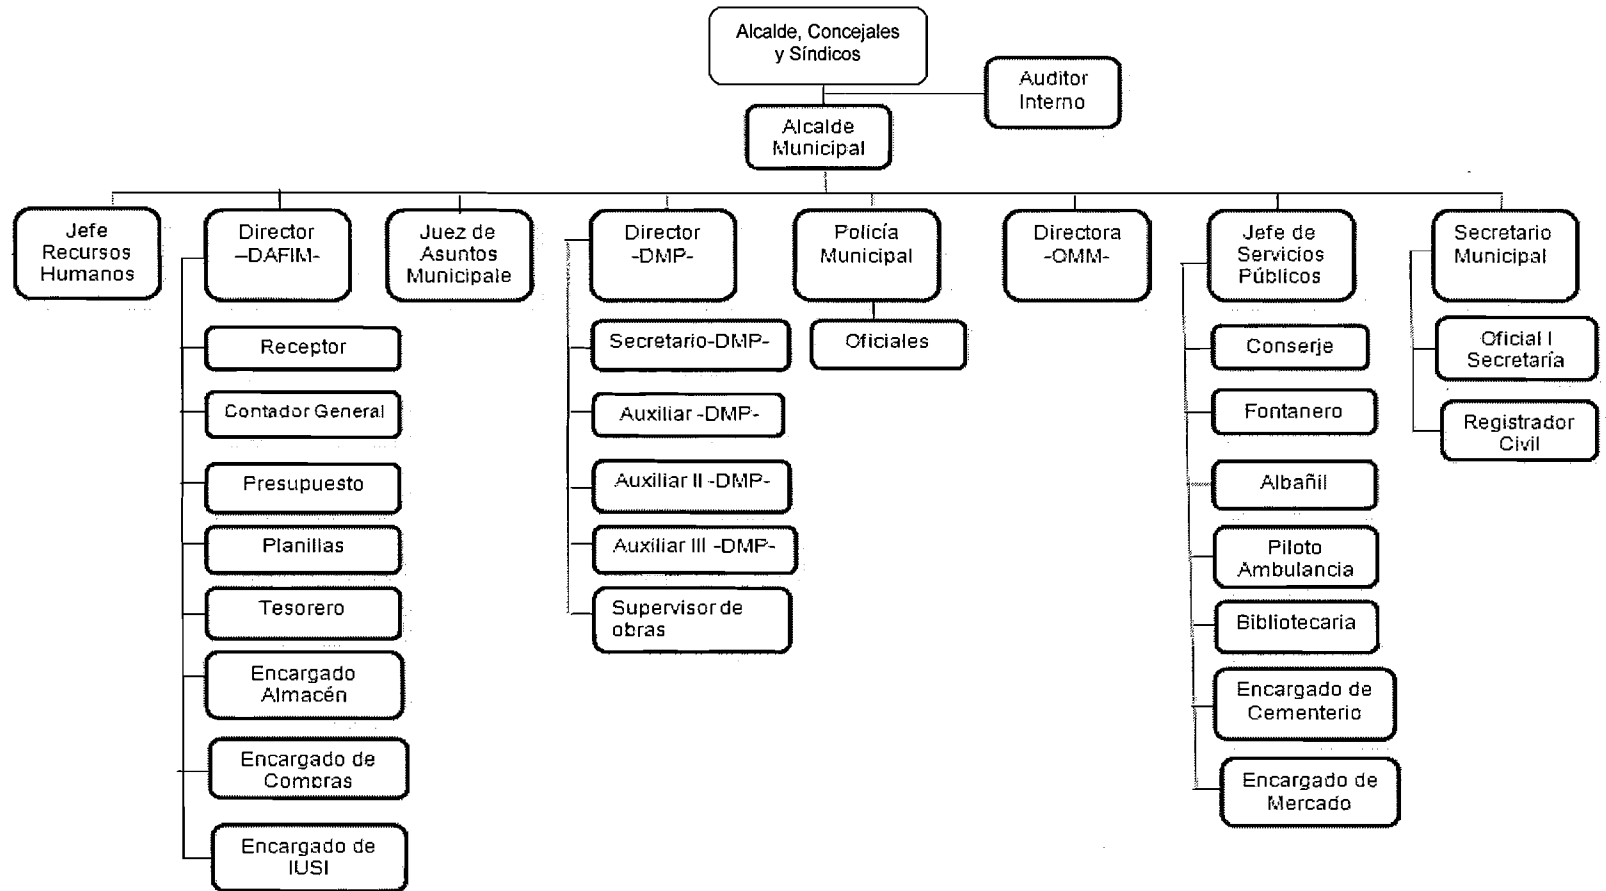 Alcalde, Concejales
y Síndicos
Auditor
Interno
Alcalde
Municipal
Jefe
Recursos
Humanos
Director
–DAFIM-
Juez de
Asuntos
Municipale
Director
-DMP-
Policía
Municipal
Directora
-OMM-
Jefe de
Servicios
Públicos
Secretario
Municipal
Receptor
Contador General
Presupuesto
Planillas
Tesorero
Encargado
Almacén
Encargado de
Compras
Encargado de
IUSI
Secretario-DMP-
Auxiliar -DMP-
Auxiliar II -DMP-
Auxiliar III -DMP-
Supervisor de
obras
Oficiales
Conserje
Fontanero
Albañil
Piloto
Ambulancia
Bibliotecaria
Encargado de
Cementerio
Encargado de
Mercado
Oficial I
Secretaría
Registrador
Civil